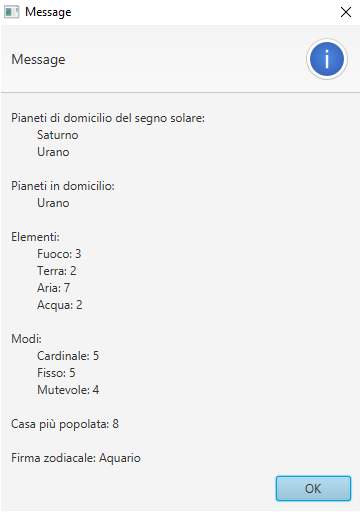 Message
Message
Pianeti di domicilio del segno solare:
Saturno
Urano
Pianeti in domicilio:
Urano
Elementi:
Fuoco: 3
Terra: 2
Aria: 7
Acqua: 2
Modi:
Cardinale: 5
Fisso: 5
Mutevole: 4
Casa più popolata: 8
Firma zodiacale: Aquario
OK